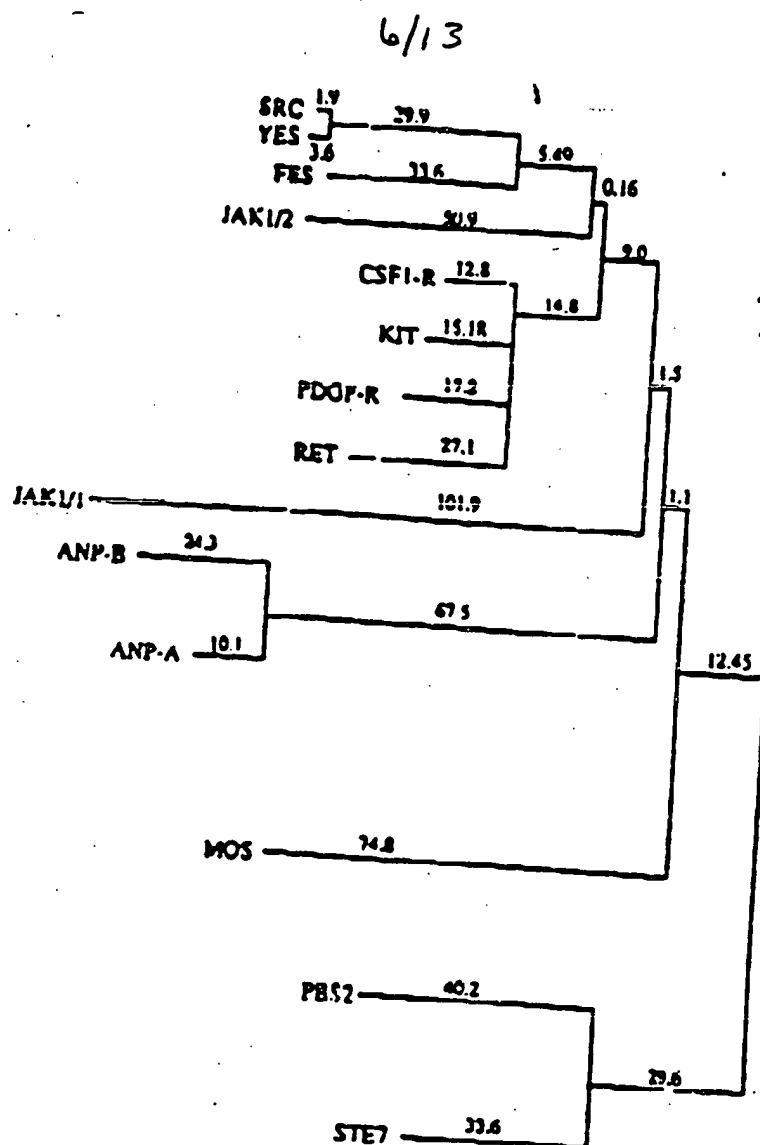 6/13
SRC 1.9 29.9
YES 3.6
5.49
0.16
FES 33.6
JAK1/2 50.9
9.0
CSF1-R 12.8
14.8
KIT 15.18
1.5
PDGF-R 19.2
RET 27.1
JAK1/1 101.9
1.1
ANP-B 24.3
67.5
ANP-A 10.1
12.45
MOS 74.8
PBS2 40.2
29.6
STE7 33.6